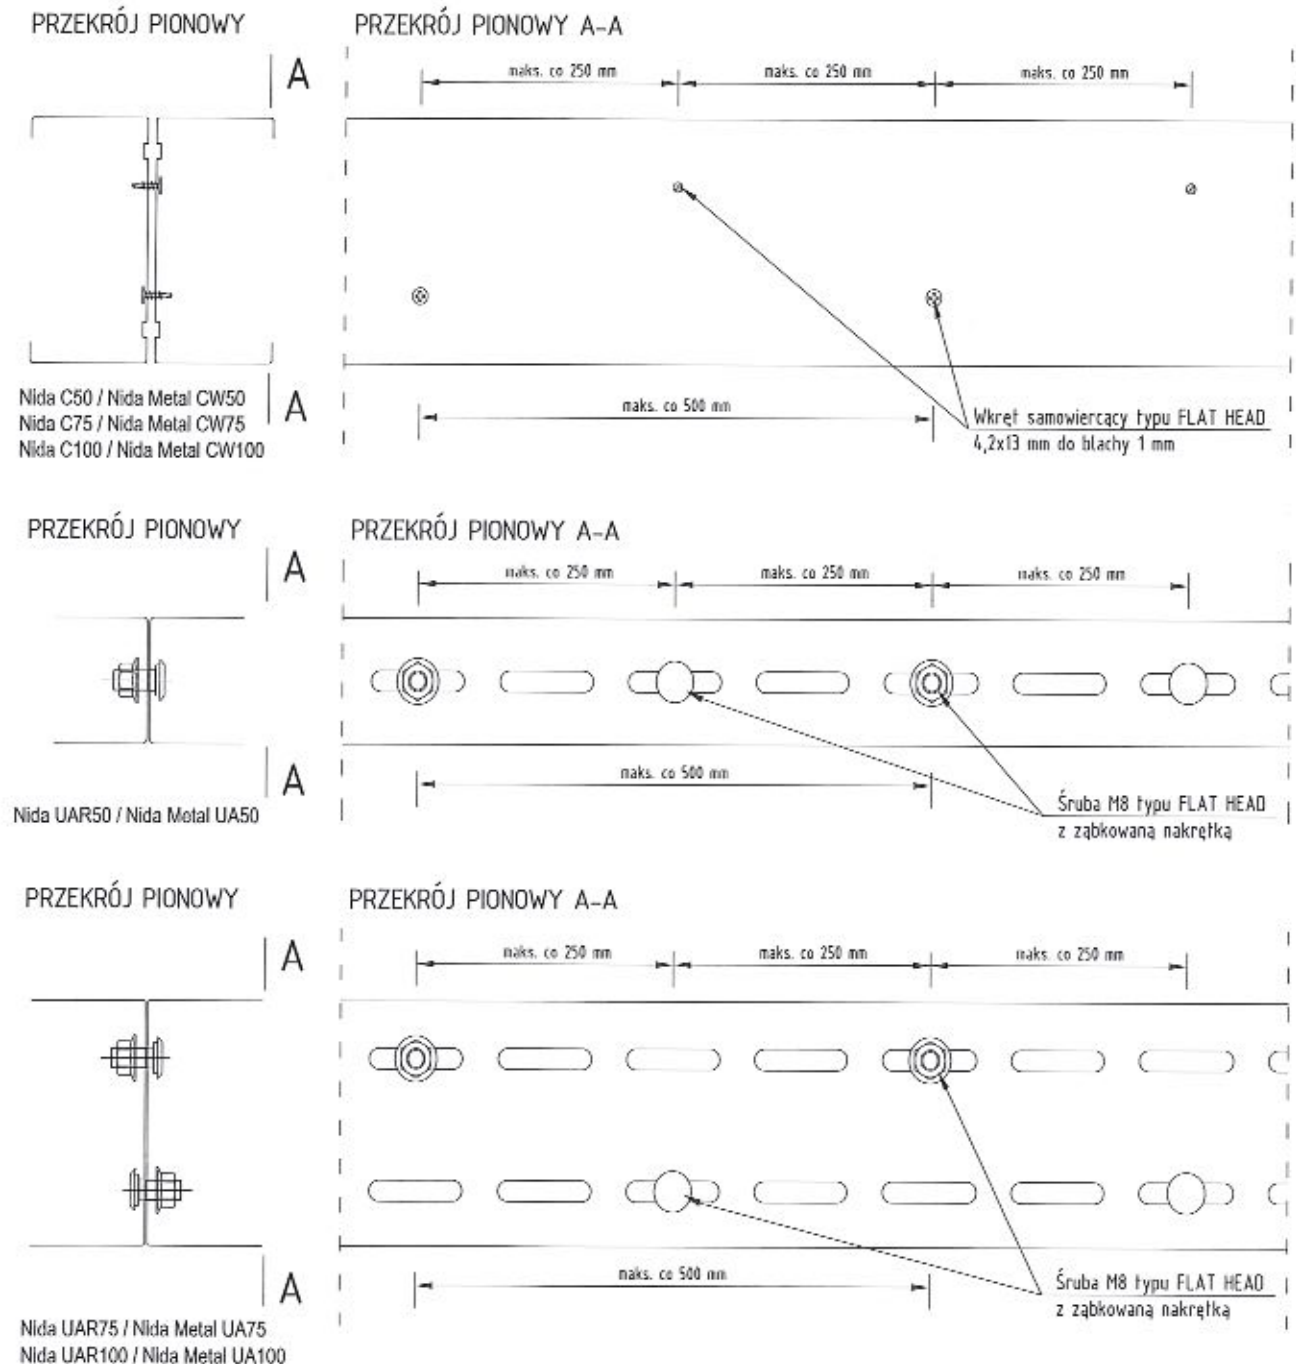 PRZEKRÓJ PIONOWY
PRZEKRÓJ PIONOWY A-A
A
maks. co 250 mm
maks. co 250 mm
maks. co 250 mm
Nida C50 / Nida Metal CW50
Nida C75 / Nida Metal CW75
Nida C100 / Nida Metal CW100
A
maks. co 500 mm
Wkręt samowiercący typu FLAT HEAD
4,2x13 mm do blachy 1 mm
PRZEKRÓJ PIONOWY
PRZEKRÓJ PIONOWY A-A
A
maks. co 250 mm
maks. co 250 mm
maks. co 250 mm
A
maks. co 500 mm
Nida UAR50 / Nida Metal UA50
Śruba M8 typu FLAT HEAD
z ząbkowaną nakrętką
PRZEKRÓJ PIONOWY
PRZEKRÓJ PIONOWY A-A
A
maks. co 250 mm
maks. co 250 mm
maks. co 250 mm
A
maks. co 500 mm
Śruba M8 typu FLAT HEAD
z ząbkowaną nakrętką
Nida UAR75 / Nida Metal UA75
Nida UAR100 / Nida Metal UA100